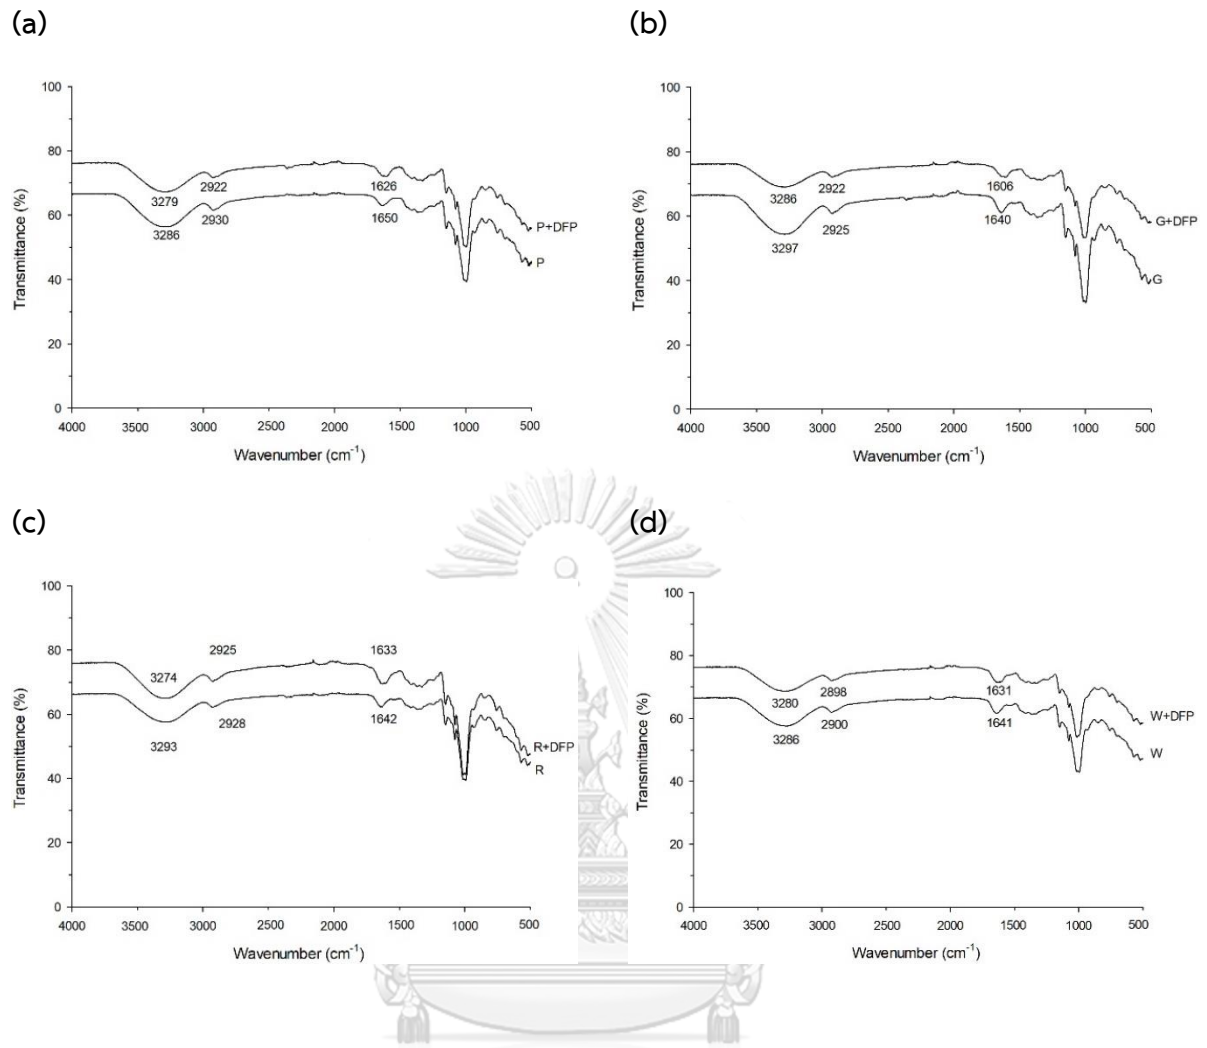 (a)
100
80
60
40
20
0
Transmittance (%)
3279
3286
2922
2930
1626
1650
P+DFP
P
4000 3500 3000 2500 2000 1500 1000 500
Wavenumber (cm⁻¹)
(b)
100
80
60
40
20
0
Transmittance (%)
3286
3297
2922
2925
1606
1640
G+DFP
G
4000 3500 3000 2500 2000 1500 1000 500
Wavenumber (cm⁻¹)
(c)
100
80
60
40
20
0
Transmittance (%)
3274
3293
2925
2928
1633
1642
R+DFP
R
4000 3500 3000 2500 2000 1500 1000 500
Wavenumber (cm⁻¹)
(d)
100
80
60
40
20
0
Transmittance (%)
3280
3286
2898
2900
1631
1641
W+DFP
W
4000 3500 3000 2500 2000 1500 1000 500
Wavenumber (cm⁻¹)